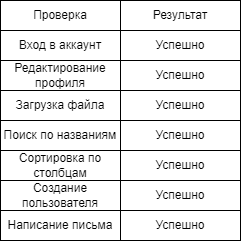 Проверка Результат
Вход в аккаунт Успешно
Редактирование
профиля Успешно
Загрузка файла Успешно
Поиск по названиям Успешно
Сортировка по
столбцам Успешно
Создание
пользователя Успешно
Написание письма Успешно